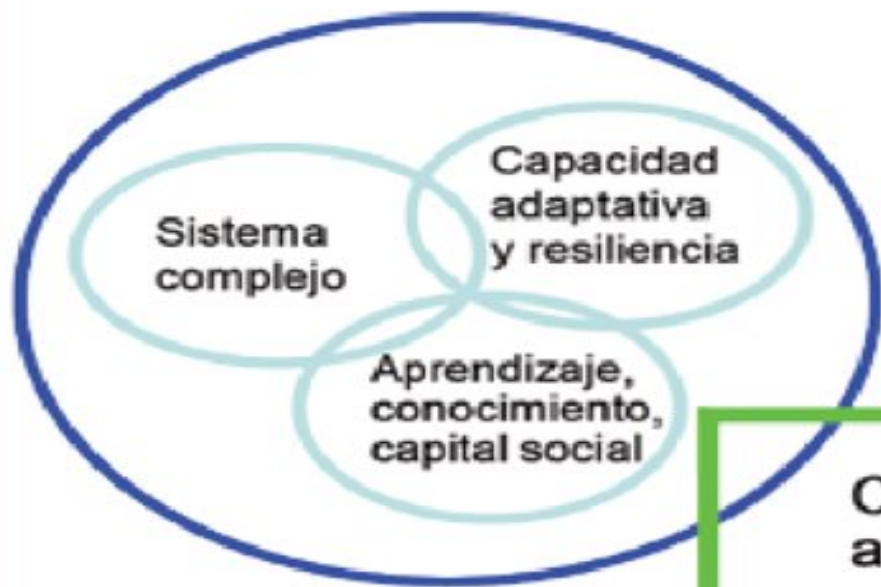 Capacidad
adaptativa
y resiliencia
Sistema
complejo
Aprendizaje,
conocimiento,
capital social